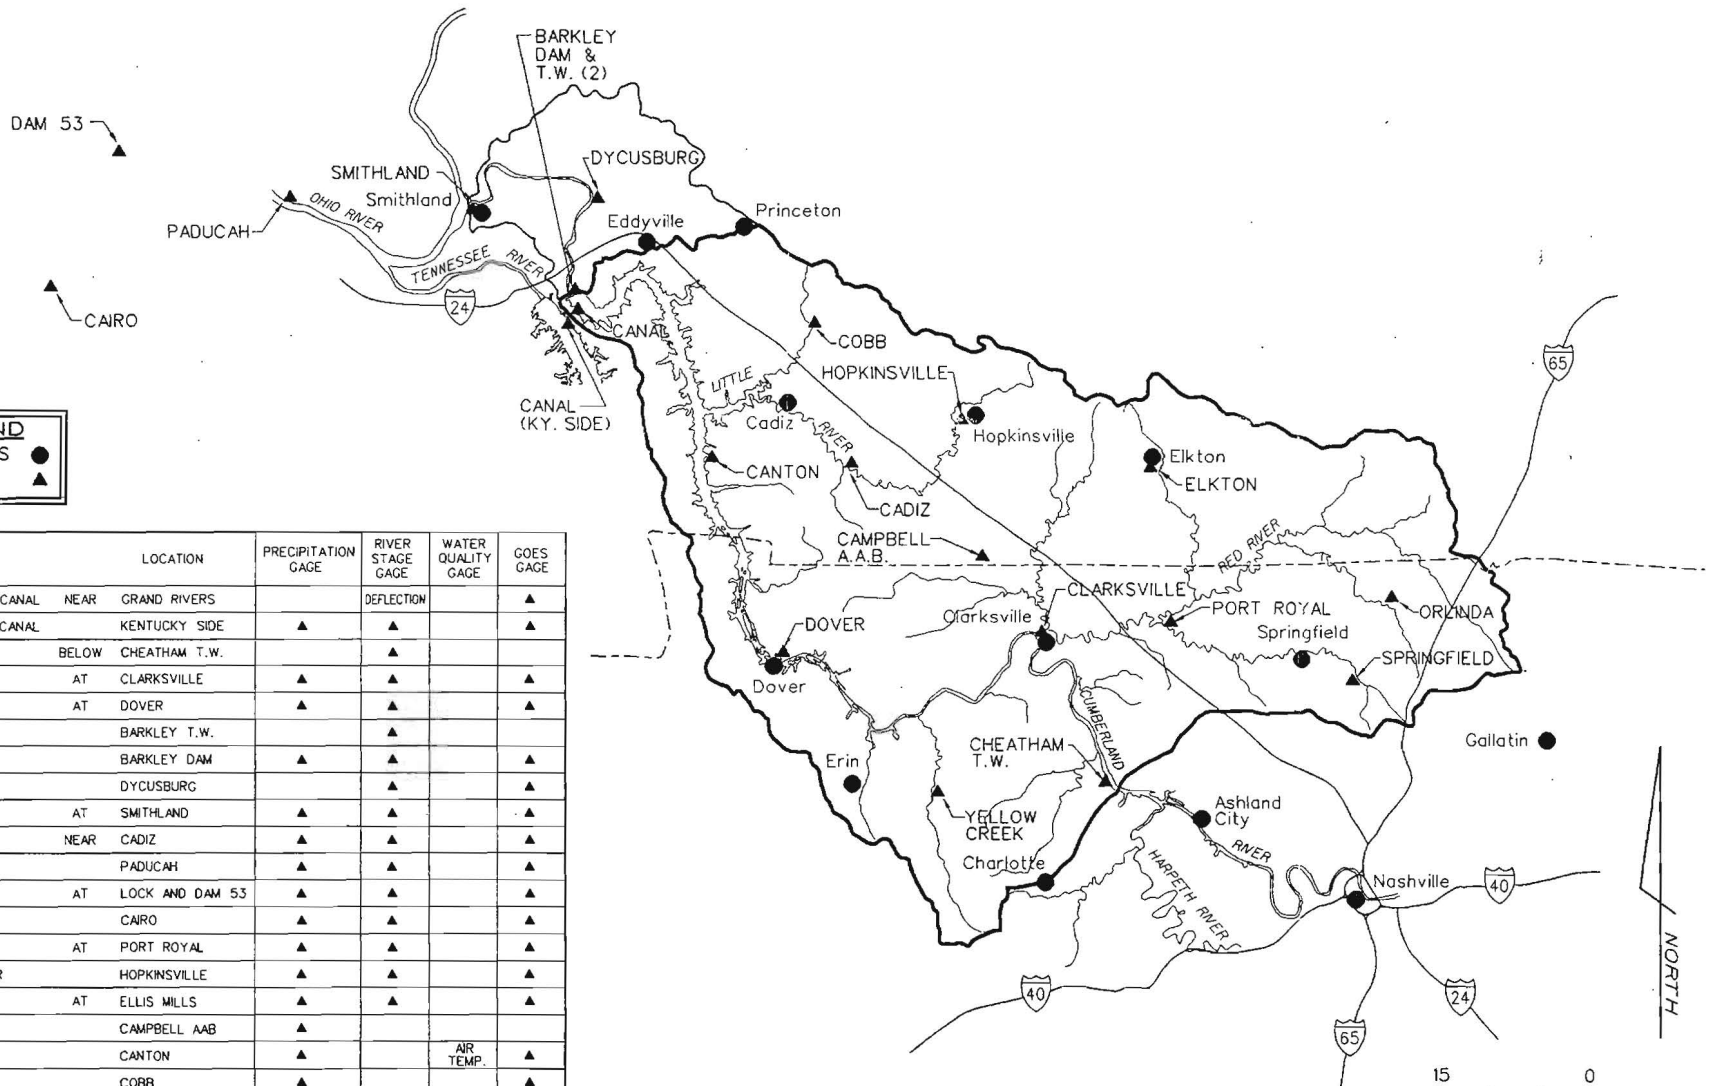 BARKLEY
DAM &
T.W. (2)
DAM 53
DYCUSBURG
SMITHLAND
Smithland
OHIO RIVER
PADUCAH
Eddyville
Princeton
TENNESSEE RIVER
24
CAIRO
CANAL
COBB
65
LITTLE
HOPKINSVILLE
CANAL
(KY. SIDE)
Cadiz
RIVER
Hopkinsville
CANTON
Elkton
ELKTON
CADIZ
CAMPBELL
A.A.B.
RED RIVER
CLARKSVILLE
Clarksville
PORT ROYAL
ORLINDA
DOVER
Springfield
SPRINGFIELD
Dover
CUMBERLAND
CHEATHAM
T.W.
Gallatin
Erin
YELLOW
CREEK
Ashland
City
RIVER
Charlotte
HARPETH RIVER
Nashville
40
40
24
65
NORTH
15 0
ND
S
LOCATION PRECIPITATION GAGE RIVER STAGE GAGE WATER QUALITY GAGE GOES GAGE
CANAL NEAR GRAND RIVERS DEFLECTION ▲
CANAL KENTUCKY SIDE ▲ ▲ ▲
BELOW CHEATHAM T.W. ▲
AT CLARKSVILLE ▲ ▲ ▲
AT DOVER ▲ ▲ ▲
BARKLEY T.W. ▲
BARKLEY DAM ▲ ▲ ▲
DYCUSBURG ▲ ▲
AT SMITHLAND ▲ ▲ ▲
NEAR CADIZ ▲ ▲ ▲
PADUCAH ▲ ▲ ▲
AT LOCK AND DAM 53 ▲ ▲ ▲
CAIRO ▲ ▲ ▲
AT PORT ROYAL ▲ ▲ ▲
R HOPKINSVILLE ▲ ▲ ▲
AT ELLIS MILLS ▲ ▲ ▲
CAMPBELL AAB ▲
CANTON ▲ AIR TEMP. ▲
COBB ▲ ▲